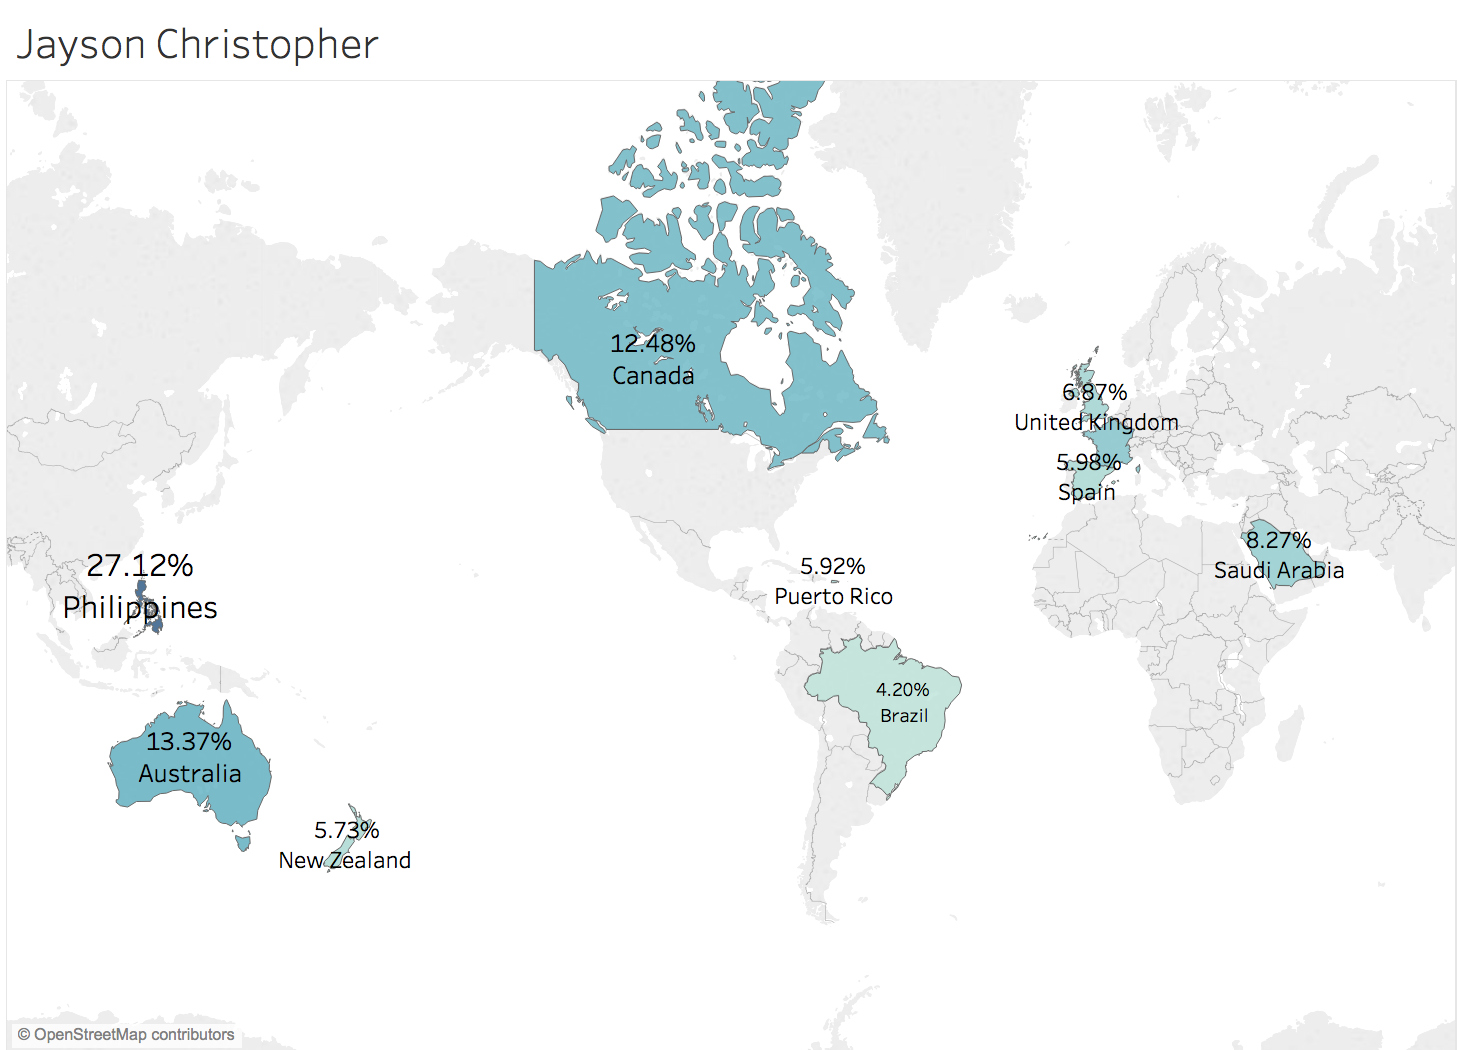 Jayson Christopher
12.48%
Canada
6.87%
United Kingdom
5.98%
Spain
8.27%
Saudi Arabia
27.12%
Philippines
5.92%
Puerto Rico
4.20%
Brazil
13.37%
Australia
5.73%
New Zealand
© OpenStreetMap contributors